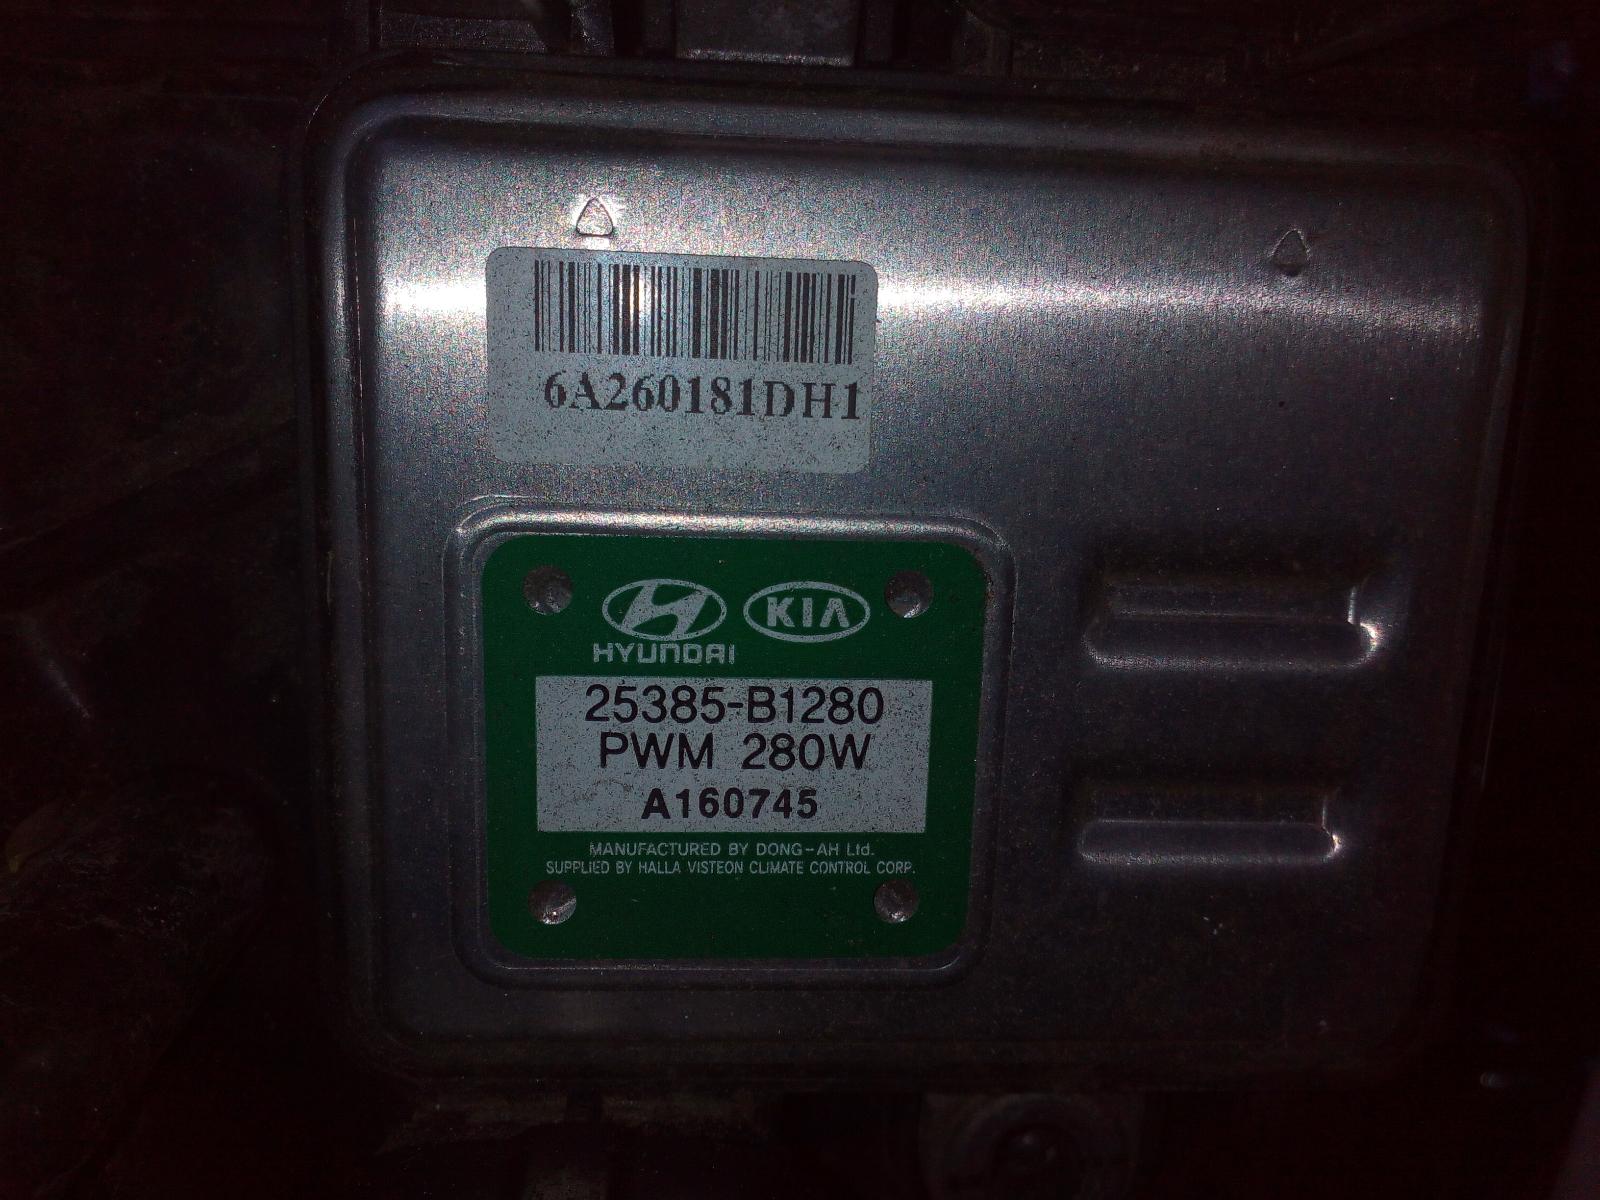 6A260181DH1
HYUNDAI
KIA
25385-B1280
PWM 280W
A160745
MANUFACTURED BY DONG-AH Ltd.
SUPPLIED BY HALLA VISTEON CLIMATE CONTROL CORP.